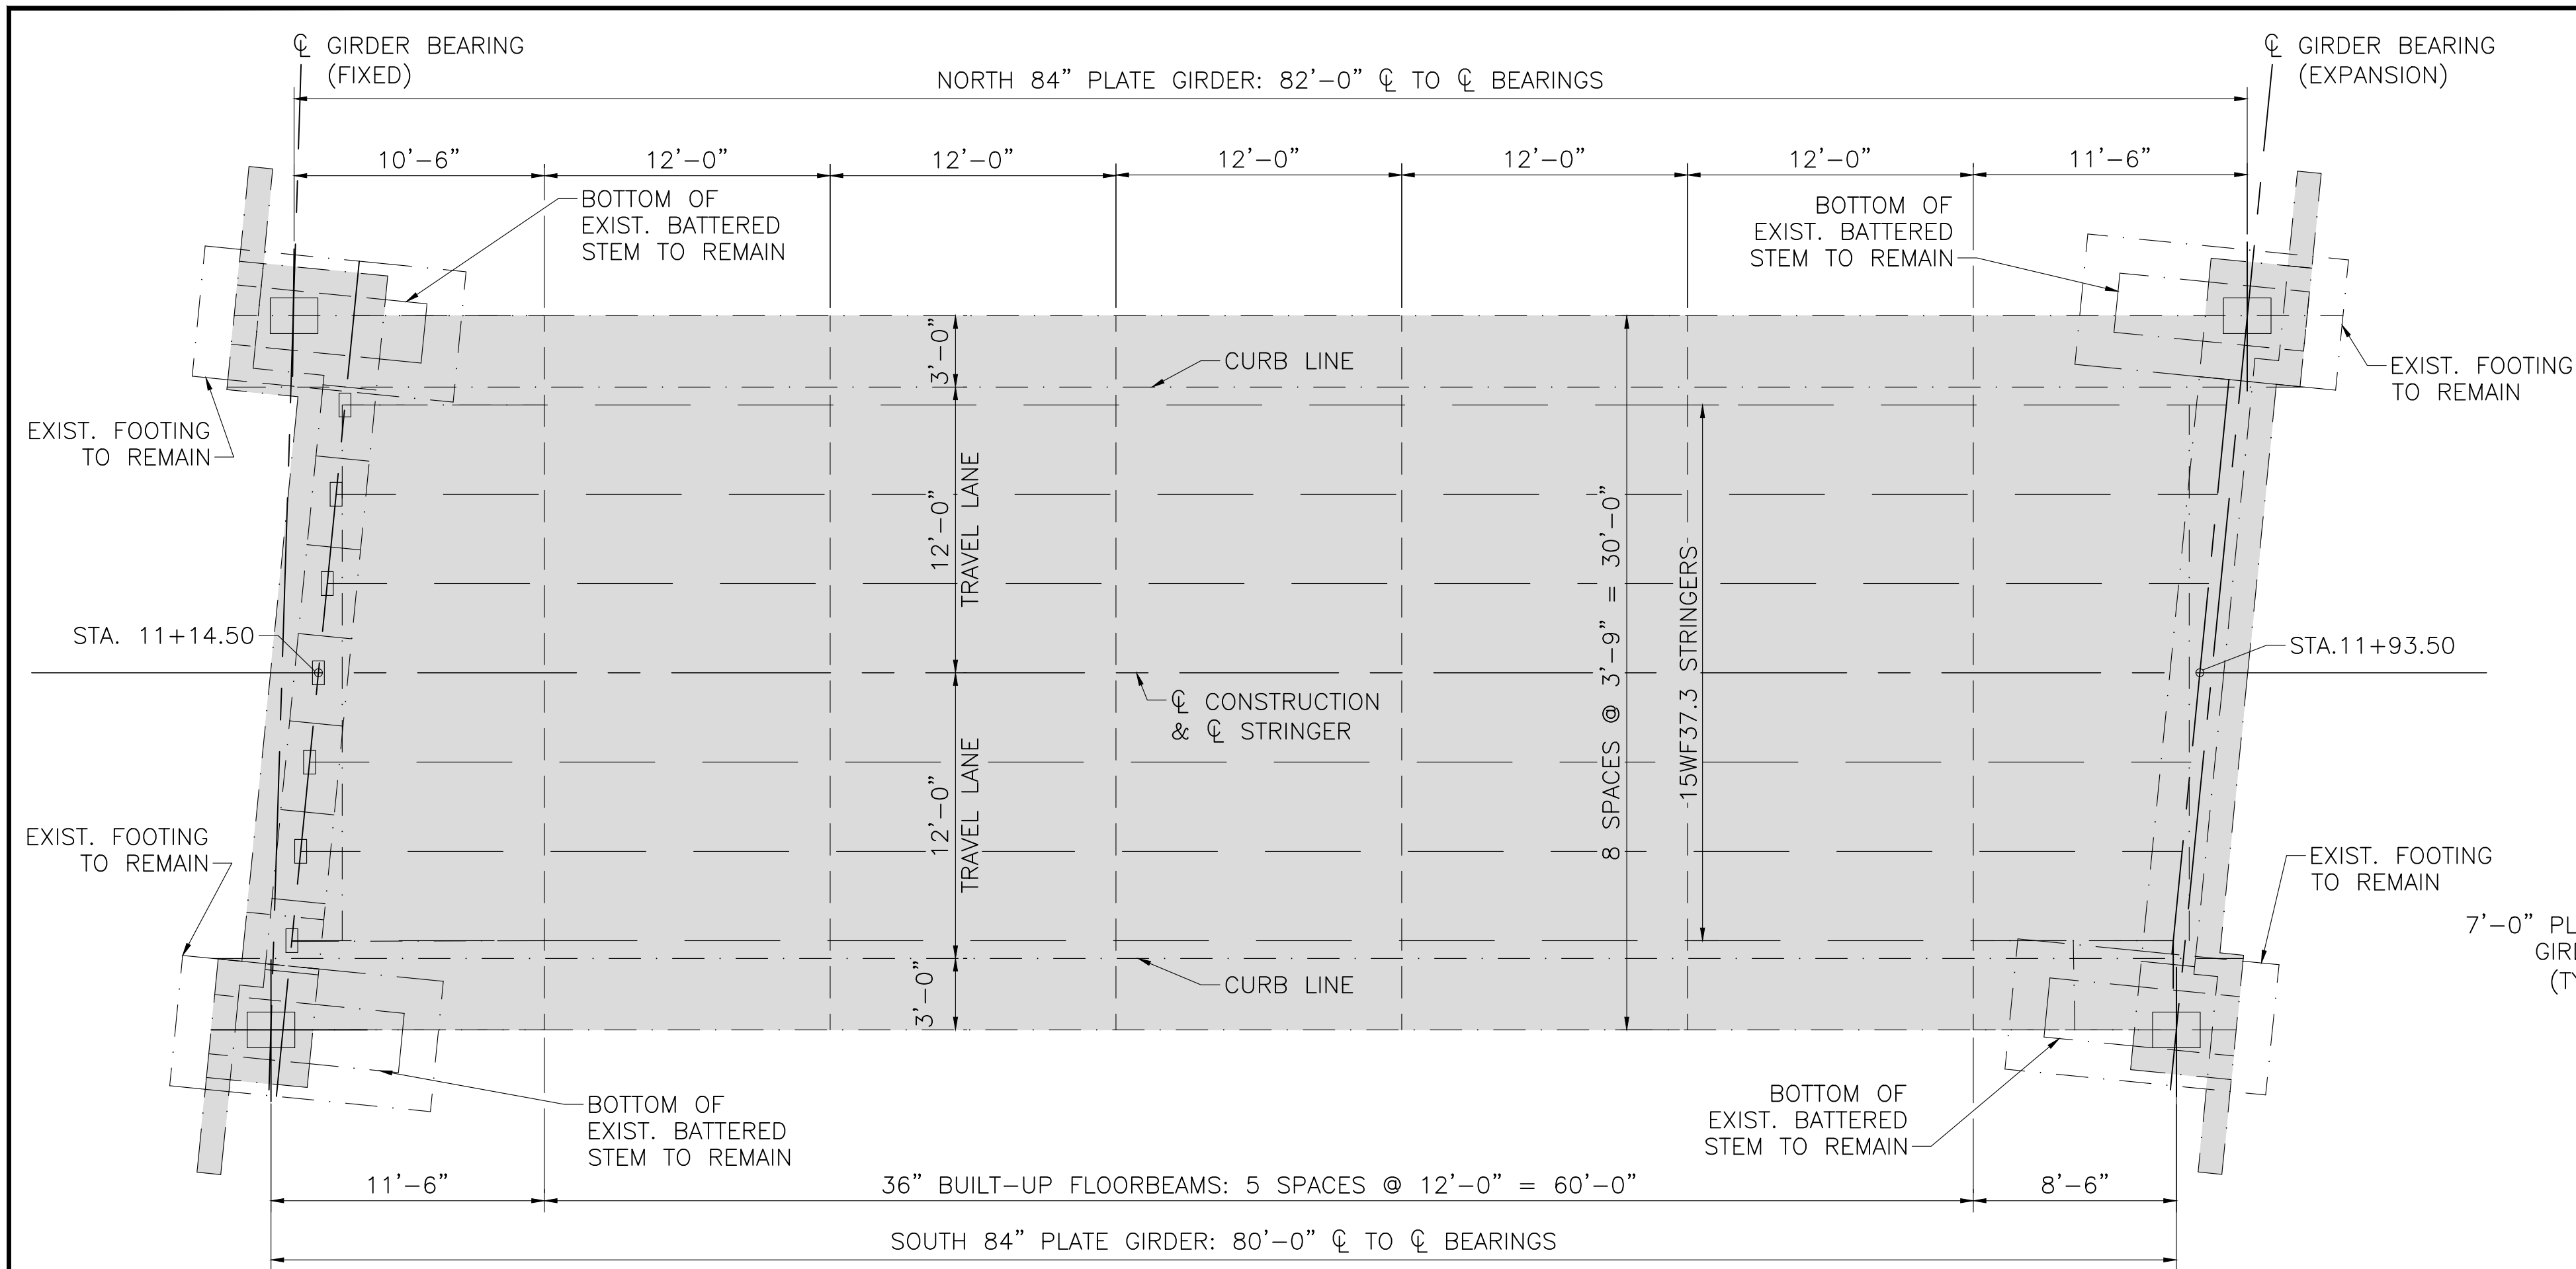 ℄ GIRDER BEARING
(FIXED)
℄ GIRDER BEARING
(EXPANSION)
NORTH 84” PLATE GIRDER: 82’–0” ℄ TO ℄ BEARINGS
10’–6”
12’–0”
12’–0”
12’–0”
12’–0”
12’–0”
11’–6”
BOTTOM OF
EXIST. BATTERED
STEM TO REMAIN
BOTTOM OF
EXIST. BATTERED
STEM TO REMAIN
3’–0”
CURB LINE
EXIST. FOOTING
TO REMAIN
EXIST. FOOTING
TO REMAIN
12’–0”
TRAVEL LANE
8 SPACES @ 3’–9” = 30’–0”
15WF37.3 STRINGERS
STA. 11+14.50
STA.11+93.50
℄ CONSTRUCTION
& ℄ STRINGER
12’–0”
TRAVEL LANE
EXIST. FOOTING
TO REMAIN
EXIST. FOOTING
TO REMAIN
7’–0”
3’–0”
CURB LINE
BOTTOM OF
EXIST. BATTERED
STEM TO REMAIN
BOTTOM OF
EXIST. BATTERED
STEM TO REMAIN
11’–6”
36” BUILT–UP FLOORBEAMS: 5 SPACES @ 12’–0” = 60’–0”
8’–6”
SOUTH 84” PLATE GIRDER: 80’–0” ℄ TO ℄ BEARINGS